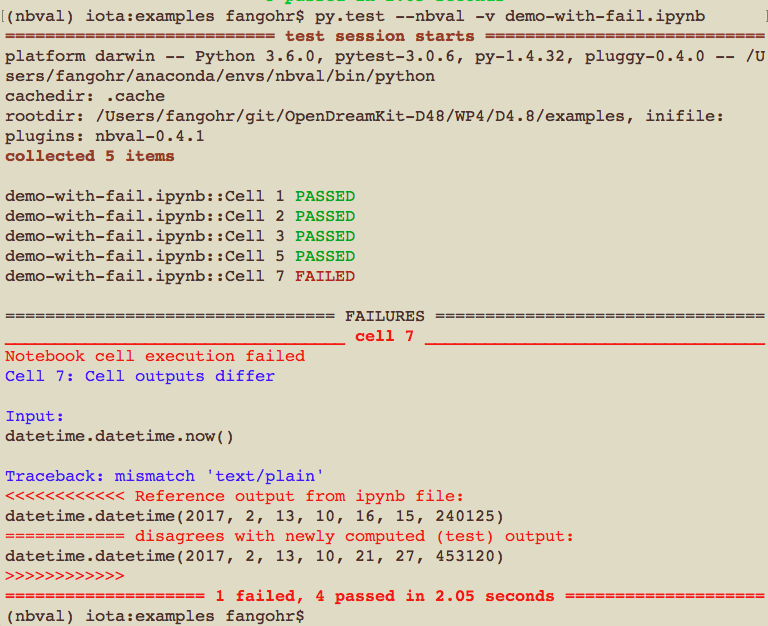 (nbval) iota:examples fangohr$ py.test --nbval -v demo-with-fail.ipynb
=========================== test session starts ============================
platform darwin -- Python 3.6.0, pytest-3.0.6, py-1.4.32, pluggy-0.4.0 -- /U
sers/fangohr/anaconda/envs/nbval/bin/python
cachedir: .cache
rootdir: /Users/fangohr/git/OpenDreamKit-D48/WP4/D4.8/examples, inifile:
plugins: nbval-0.4.1
collected 5 items
demo-with-fail.ipynb::Cell 1 PASSED
demo-with-fail.ipynb::Cell 2 PASSED
demo-with-fail.ipynb::Cell 3 PASSED
demo-with-fail.ipynb::Cell 5 PASSED
demo-with-fail.ipynb::Cell 7 FAILED
================================= FAILURES =================================
__________________________________ cell 7 __________________________________
Notebook cell execution failed
Cell 7: Cell outputs differ
Input:
datetime.datetime.now()
Traceback: mismatch 'text/plain'
<<<<<<<<<<<< Reference output from ipynb file:
datetime.datetime(2017, 2, 13, 10, 16, 15, 240125)
============ disagrees with newly computed (test) output:
datetime.datetime(2017, 2, 13, 10, 21, 27, 453120)
>>>>>>>>>>>>
==================== 1 failed, 4 passed in 2.05 seconds ====================
(nbval) iota:examples fangohr$